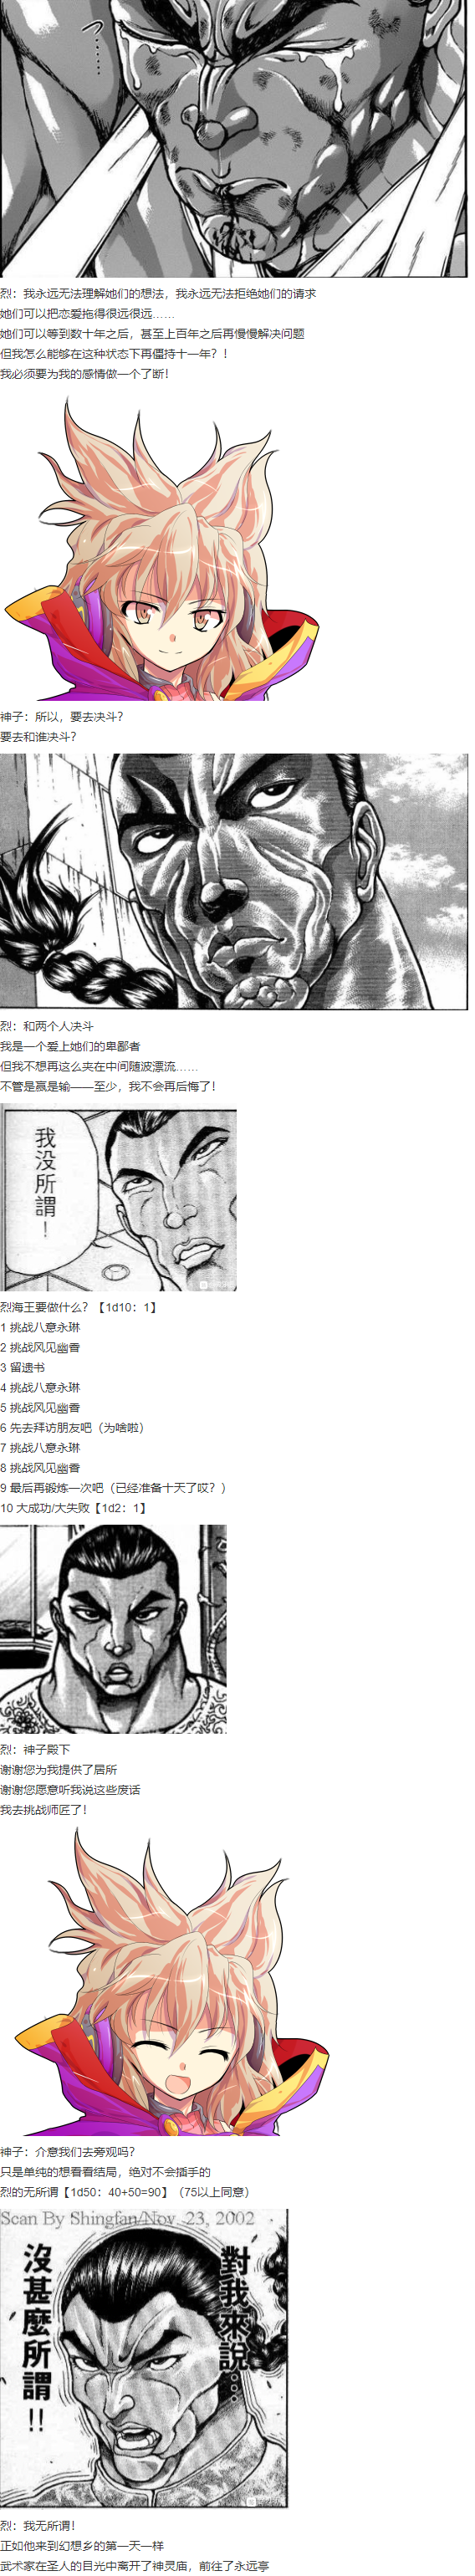 っ……
烈：我永远无法理解她们的想法，我永远无法拒绝她们的请求
她们可以把恋爱拖得很远很远……
她们可以等到数十年之后，甚至上百年之后再慢慢解决问题
但我怎么能够在这种状态下再僵持十一年？！
我必须要为我的感情做一个了断！
神子：所以，要去决斗？
要去和谁决斗？
烈：和两个人决斗
我是一个爱上她们的卑鄙者
但我不想再这么夹在中间随波漂流……
不管是赢是输——至少，我不会再后悔了！
我没所謂！
烈海王要做什么？【1d10：1】
1 挑战八意永琳
2 挑战风见幽香
3 留遗书
4 挑战八意永琳
5 挑战风见幽香
6 先去拜访朋友吧（为啥啦）
7 挑战八意永琳
8 挑战风见幽香
9 最后再锻炼一次吧（已经准备十天了哎？）
10 大成功/大失败【1d2：1】
烈：神子殿下
谢谢您为我提供了居所
谢谢您愿意听我说这些废话
我去挑战师匠了！
神子：介意我们去旁观吗？
只是单纯的想看看结局，绝对不会插手的
烈的无所谓【1d50：40+50=90】（75以上同意）
Scan By Shingfan/Nov .23, 2002
對我來說……
沒甚麼所謂!!
烈：我无所谓！
正如他来到幻想乡的第一天一样
武术家在圣人的目光中离开了神灵庙，前往了永远亭